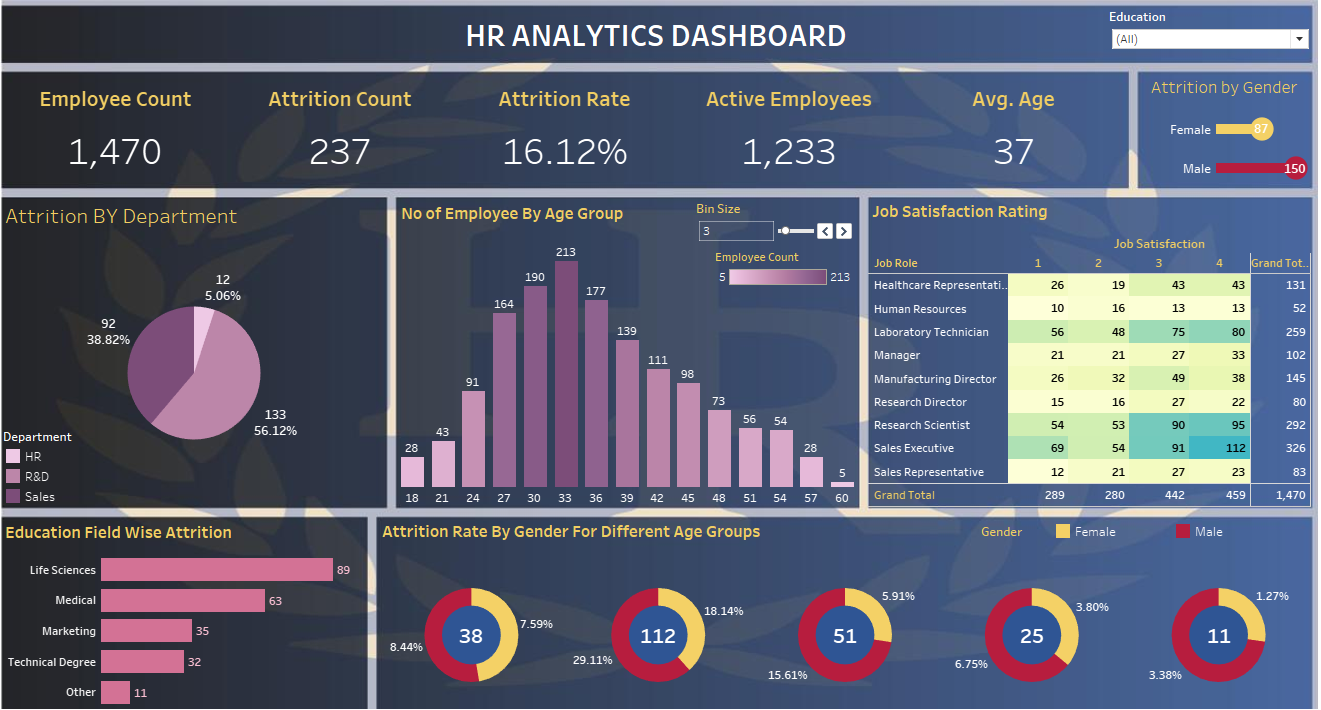 HR ANALYTICS DASHBOARD
Education
(All)
Employee Count
Attrition Count
Attrition Rate
Active Employees
Avg. Age
1,470
237
16.12%
1,233
37
Attrition by Gender
Female 87
Male 150
Attrition BY Department
12
5.06%
92
38.82%
133
56.12%
Department
HR
R&D
Sales
No of Employee By Age Group
Bin Size
3
Employee Count
5 213
28 43 91 164 190 213 177 139 111 98 73 56 54 28 5
18 21 24 27 30 33 36 39 42 45 48 51 54 57 60
Job Satisfaction Rating
Job Satisfaction
Job Role 1 2 3 4 Grand Tot..
Healthcare Representati.. 26 19 43 43 131
Human Resources 10 16 13 13 52
Laboratory Technician 56 48 75 80 259
Manager 21 21 27 33 102
Manufacturing Director 26 32 49 38 145
Research Director 15 16 27 22 80
Research Scientist 54 53 90 95 292
Sales Executive 69 54 91 112 326
Sales Representative 12 21 27 23 83
Grand Total 289 280 442 459 1,470
Education Field Wise Attrition
Life Sciences 89
Medical 63
Marketing 35
Technical Degree 32
Other 11
Attrition Rate By Gender For Different Age Groups
Gender Female Male
8.44% 38 7.59%
29.11% 112 18.14%
15.61% 51 5.91%
6.75% 25 3.80%
3.38% 11 1.27%
HR